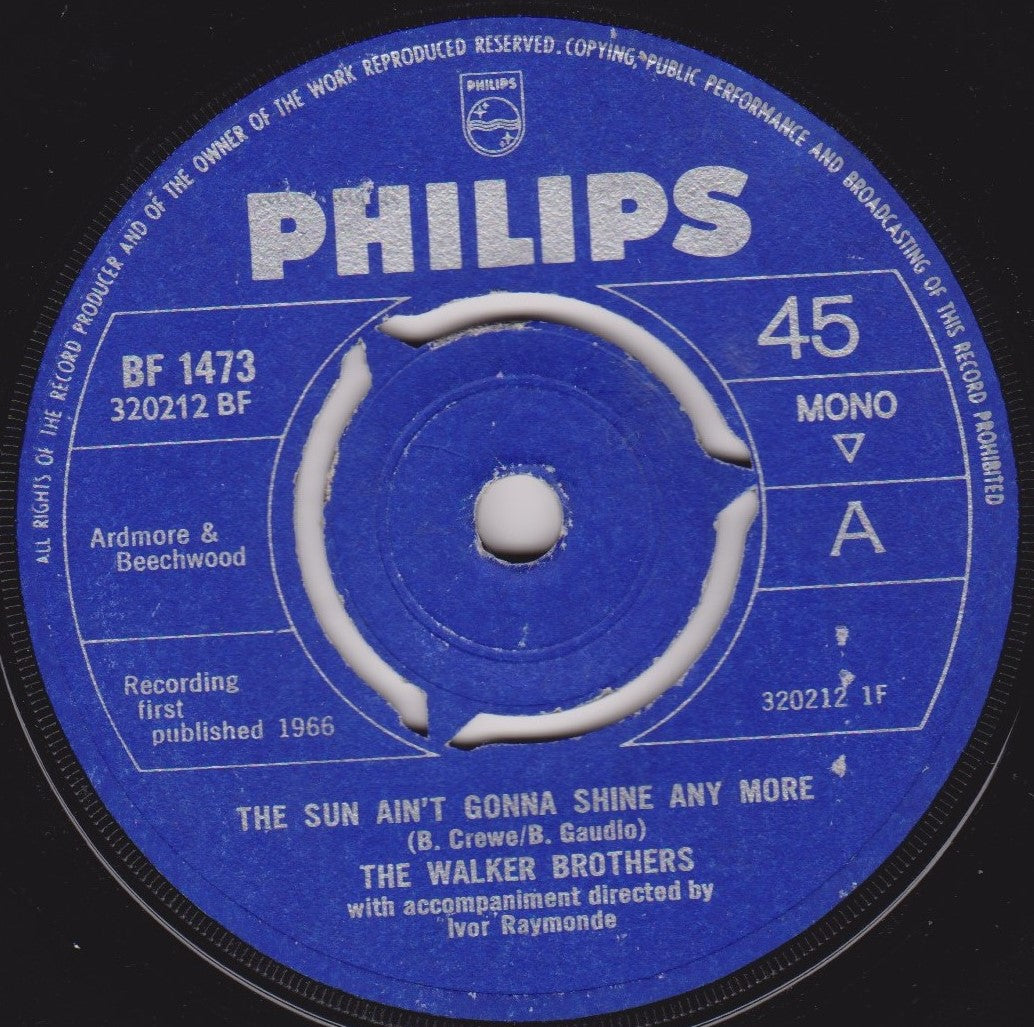 ALL RIGHTS OF THE RECORD PRODUCER AND OF THE OWNER OF THE WORK REPRODUCED RESERVED. COPYING, PUBLIC PERFORMANCE AND BROADCASTING OF THIS RECORD PROHIBITED
PHILIPS
PHILIPS
BF 1473
320212 BF
45
MONO
A
Ardmore &
Beechwood
Recording
first
published 1966
320212 1F
THE SUN AIN'T GONNA SHINE ANY MORE
(B. Crewe/B. Gaudio)
THE WALKER BROTHERS
with accompaniment directed by
Ivor Raymonde